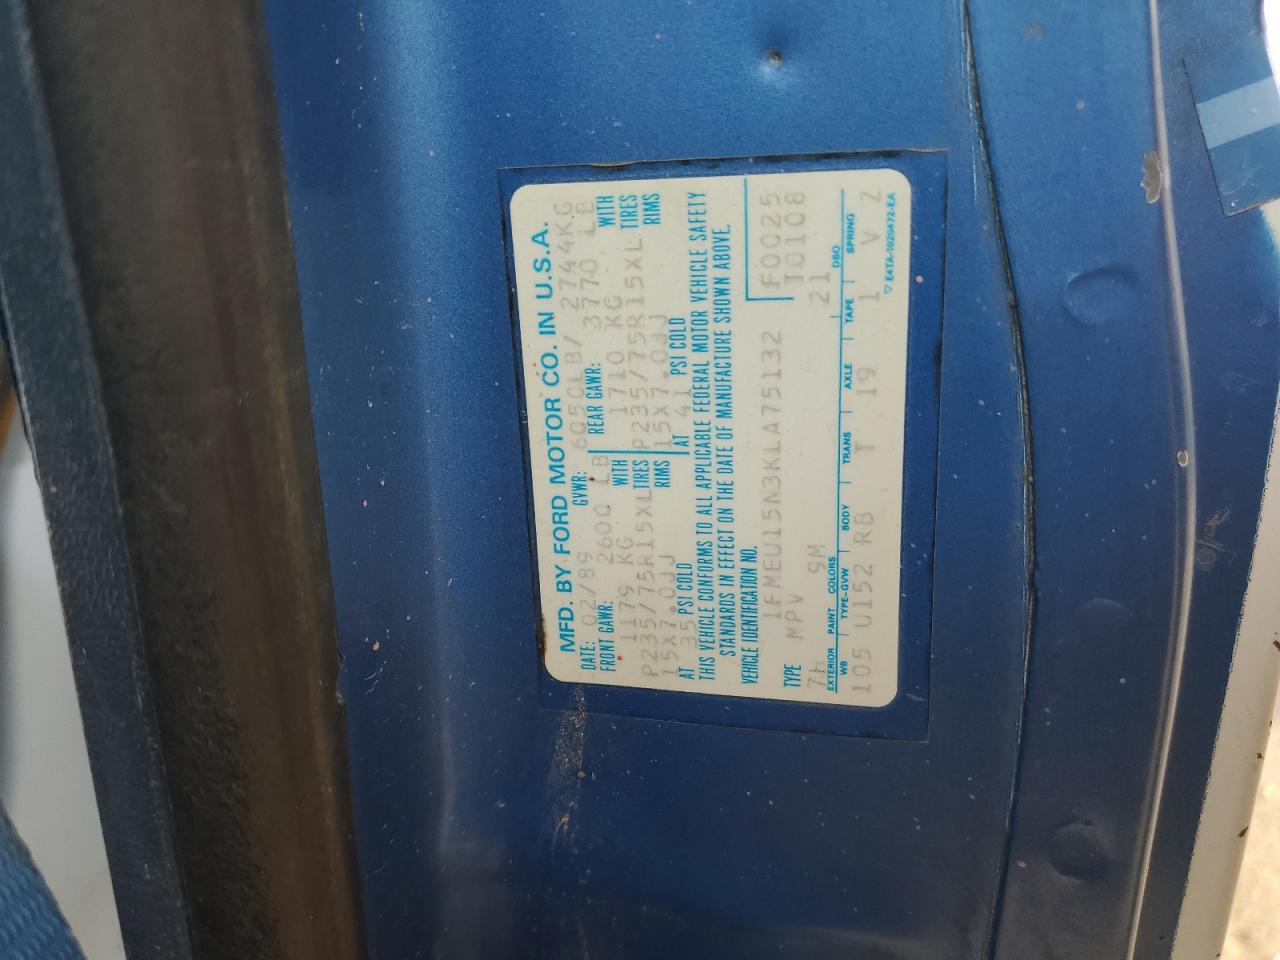 MFD. BY FORD MOTOR CO. IN U.S.A.
DATE: 02/89 GVWR: 6050LB/ 2744KG
FRONT GAWR: 2600 LB REAR GAWR: 3770 LB
1179 KG WITH 1710 KG WITH
P235/75R15XL TIRES P235/75R15XL TIRES
15X7.0JJ RIMS 15X7.0JJ RIMS
AT 35 PSI COLD AT 41 PSI COLD
THIS VEHICLE CONFORMS TO ALL APPLICABLE FEDERAL MOTOR VEHICLE SAFETY
STANDARDS IN EFFECT ON THE DATE OF MANUFACTURE SHOWN ABOVE.
VEHICLE IDENTIFICATION NO. F0025
1FMEU15N3KLA75132 T0108
TYPE MPV
7H 9M 21
EXTERIOR PAINT COLORS DSO
WB TYPE-GVW BODY TRANS AXLE TAPE SPRING
105 U152 RB T 19 1 V Z
▽ E4TA-1020472-EA